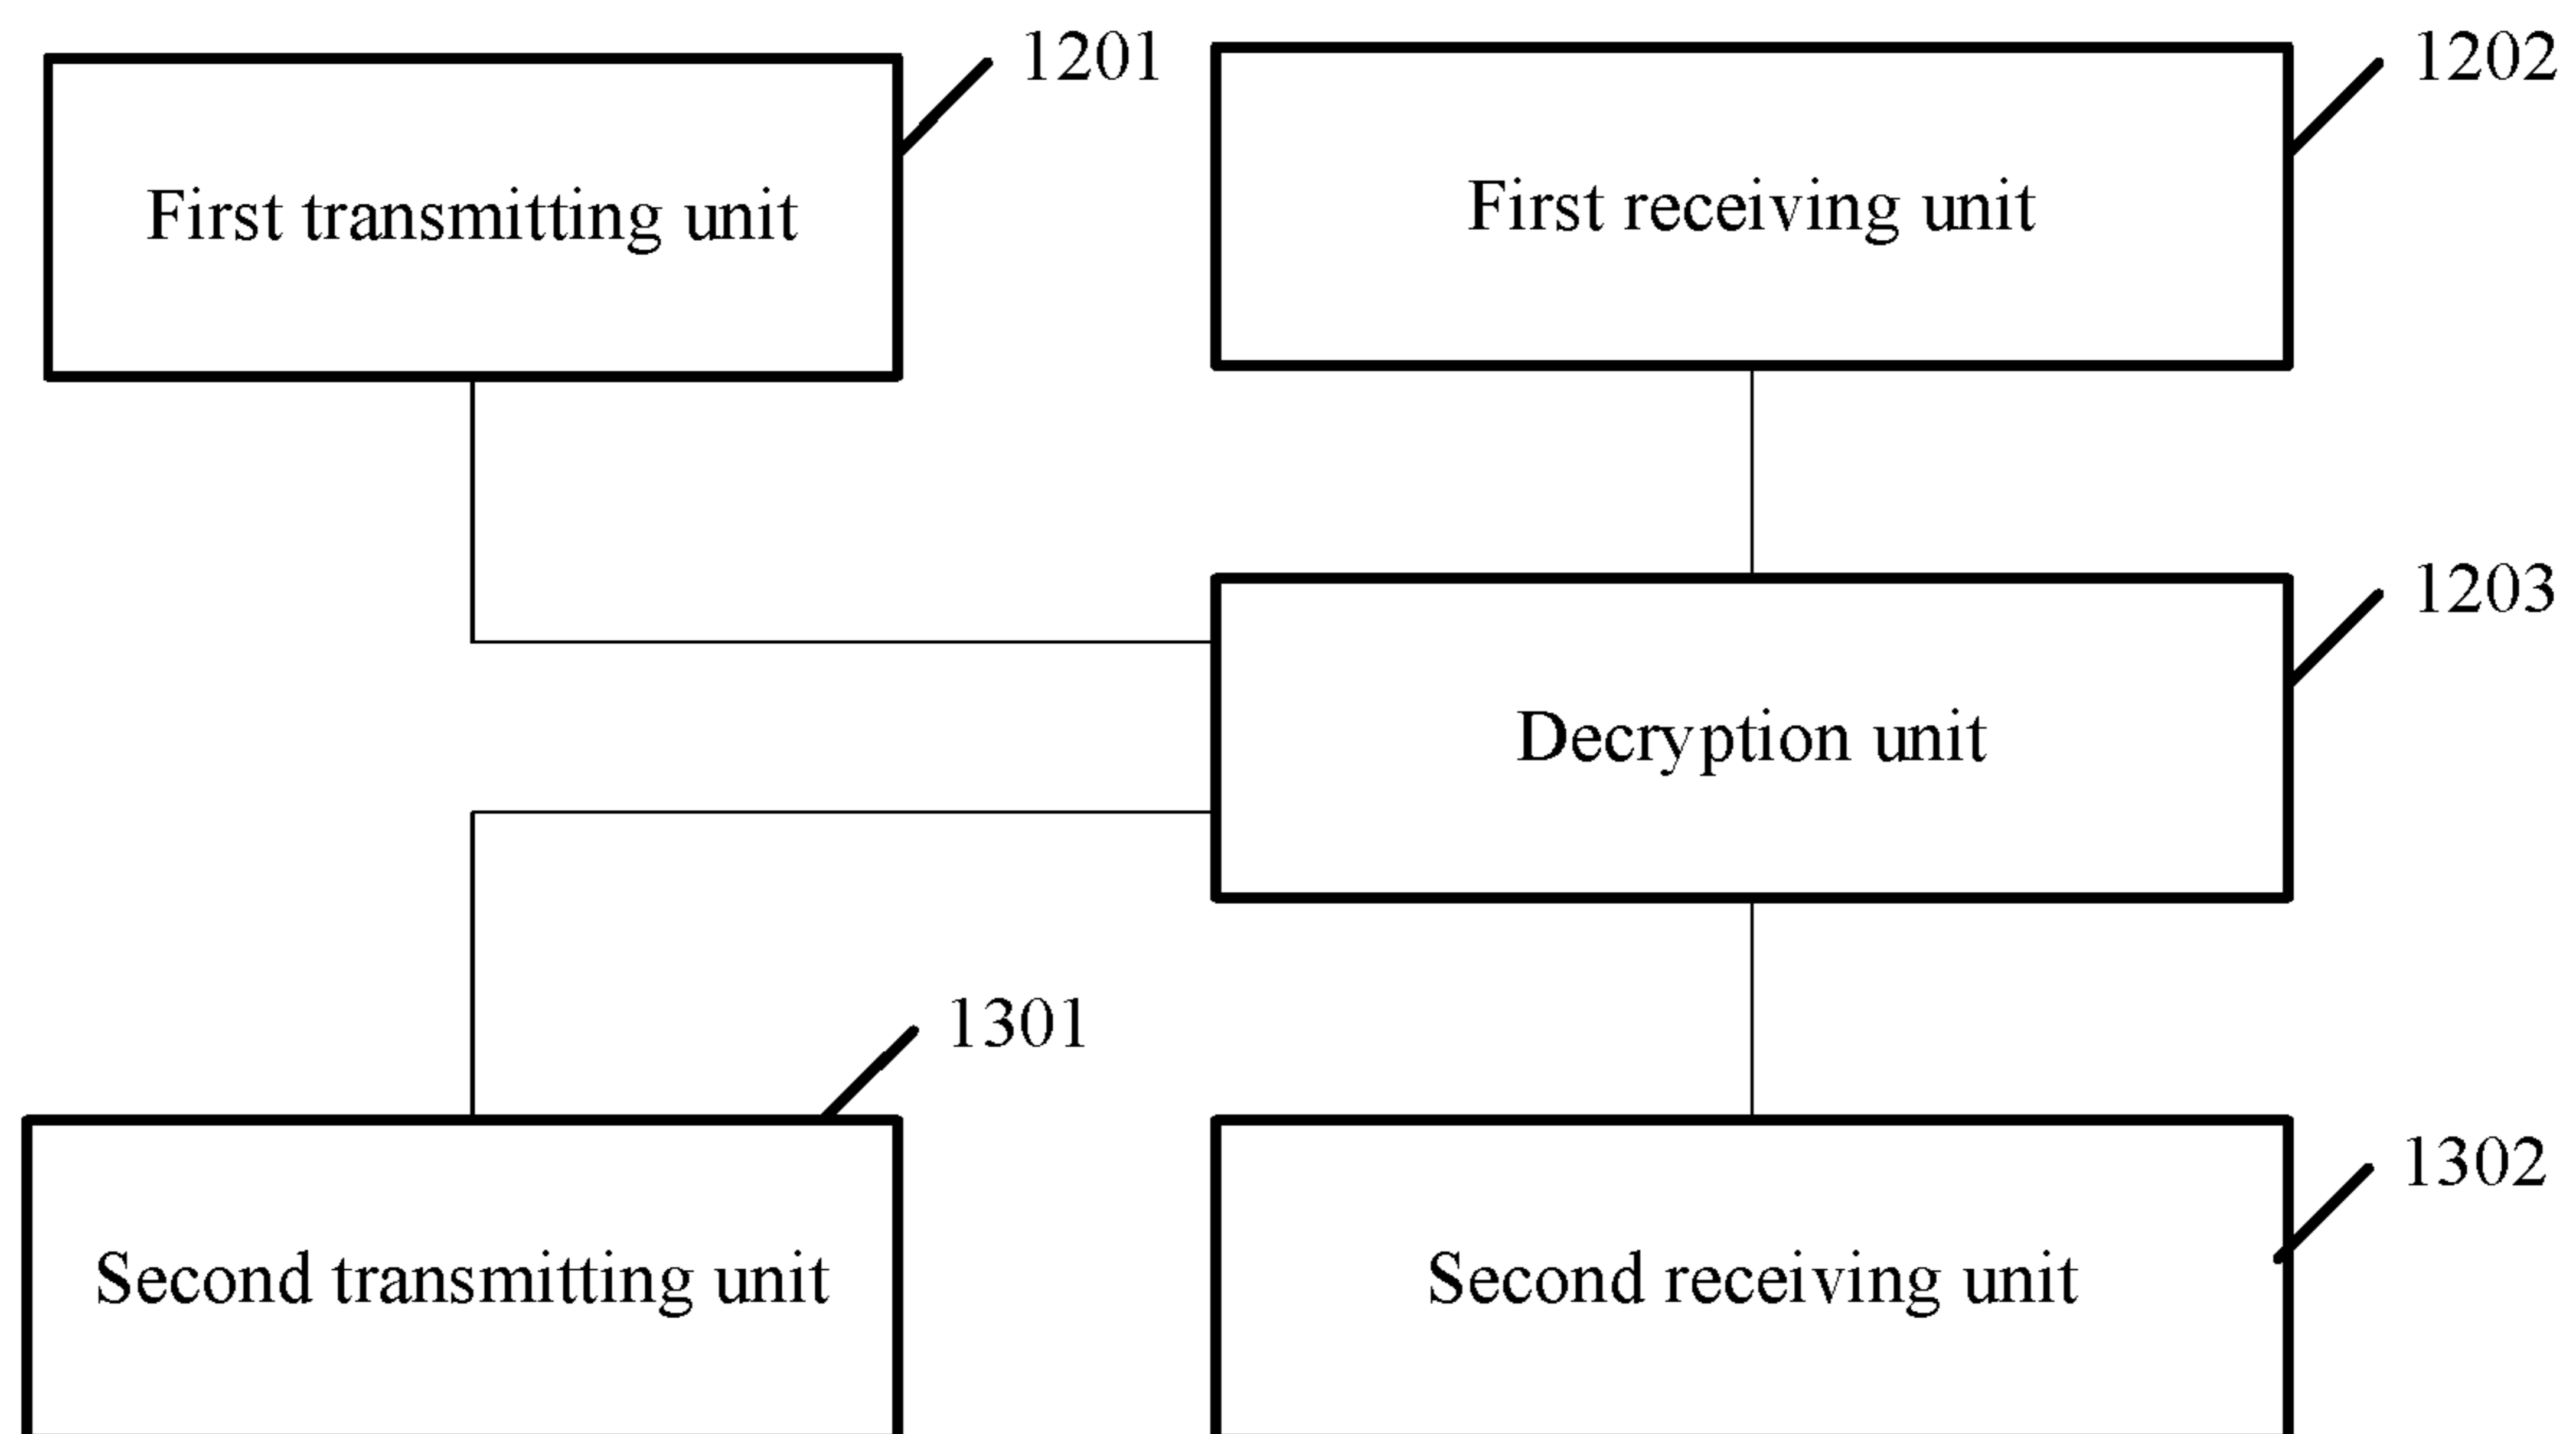 1201
First transmitting unit
1202
First receiving unit
1203
Decryption unit
1301
Second transmitting unit
1302
Second receiving unit